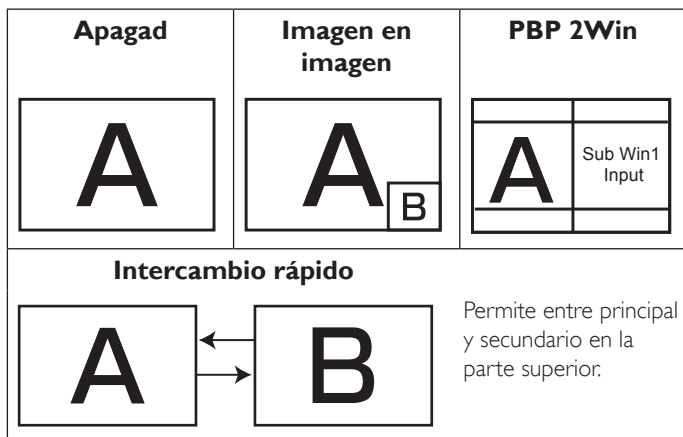 Apagad
Imagen en
imagen
PBP 2Win
A
A
B
A
Sub Win1
Input
Intercambio rápido
A
B
Permite entre principal
y secundario en la
parte superior.